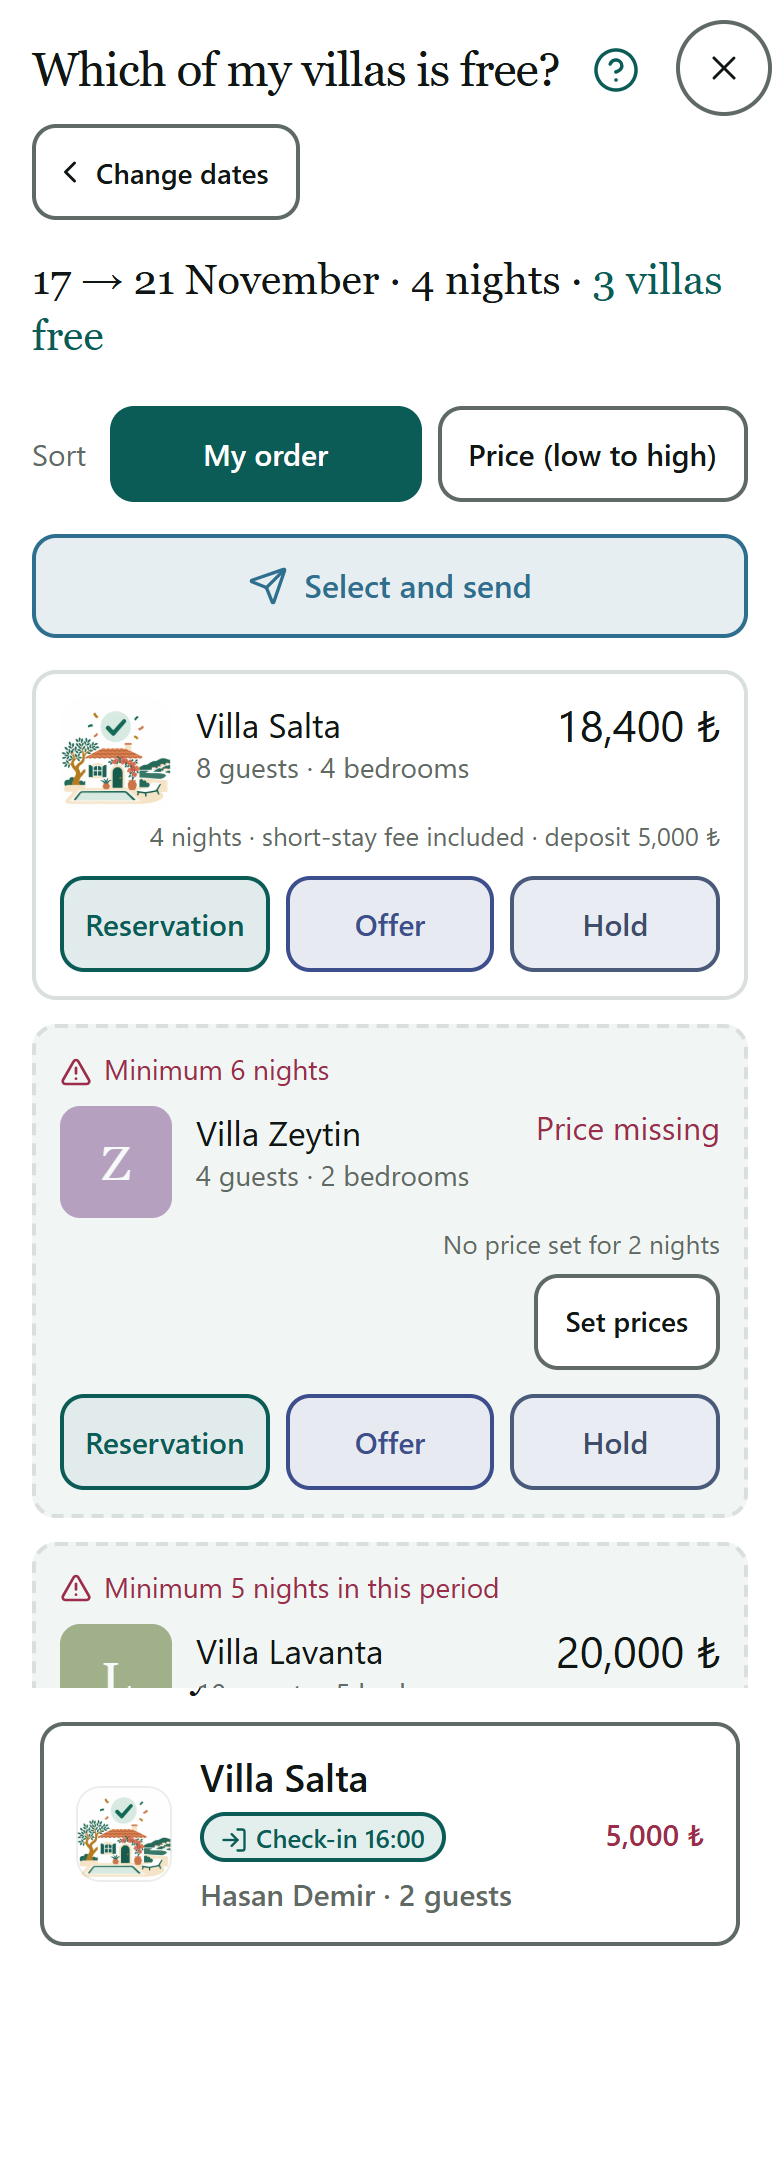 Which of my villas is free?
Change dates
17 → 21 November · 4 nights · 3 villas
free
Sort
My order
Price (low to high)
Select and send
Villa Salta
18,400 ₺
8 guests · 4 bedrooms
4 nights · short-stay fee included · deposit 5,000 ₺
Reservation
Offer
Hold
Minimum 6 nights
Z
Villa Zeytin
Price missing
4 guests · 2 bedrooms
No price set for 2 nights
Set prices
Reservation
Offer
Hold
Minimum 5 nights in this period
L
Villa Lavanta
20,000 ₺
Villa Salta
Check-in 16:00
5,000 ₺
Hasan Demir · 2 guests